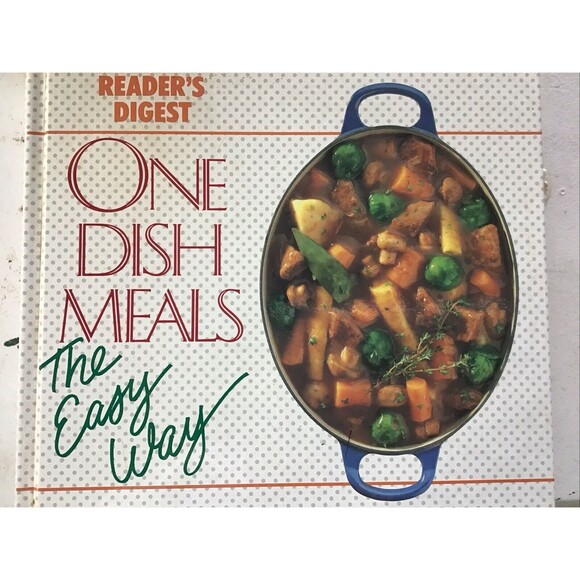 READER'S
DIGEST
ONE
DISH
MEALS
The
Easy
Way